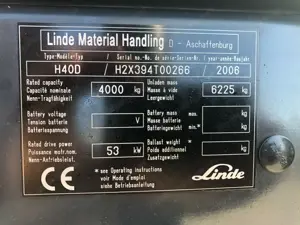 Linde Material Handling D - Aschaffenburg
Type-Modèle-Typ / Serial no.-No. de série-Serien-Nr. / year-année-Baujahr
H40D / H2X394T00266 / 2006
Rated capacity
Capacité nominale
Nenn-Tragfähigkeit
4000 kg
Unladen mass
Masse à vide
Leergewicht
6225 kg
Battery voltage
Tension batterie
Batteriespannung
V
Battery mass
Masse batterie
Batteriegewicht
kg
min.* kg
Rated drive power
Puissance motr.nom.
Nenn-Antriebsleist.
53 kW
Ballast weight *
Poids additionnel
Zusatzgewicht
kg
* see Operating instructions
voir Mode d'emploi
siehe Betriebsanleitung
CE
Linde